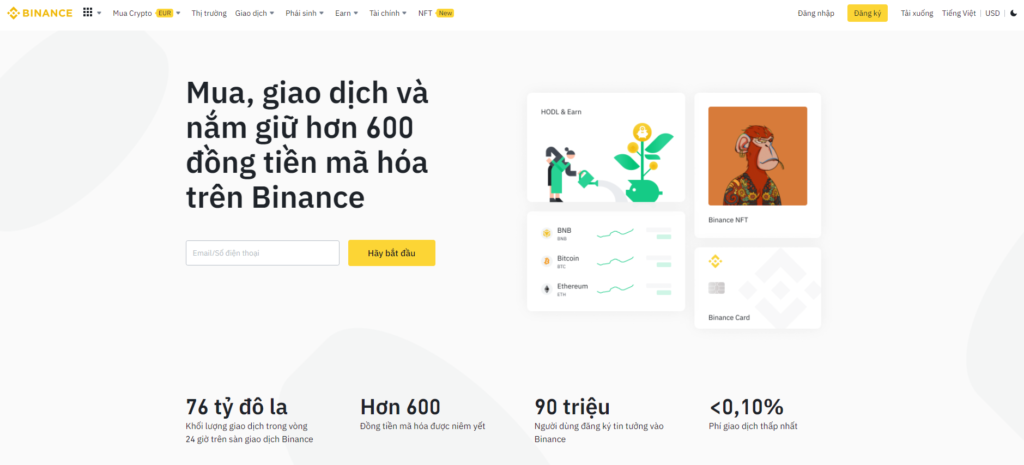 BINANCE
Mua Crypto EUR
Thị trường
Giao dịch
Phái sinh
Earn
Tài chính
NFT New
Đăng nhập
Đăng ký
Tải xuống
Tiếng Việt
USD
Mua, giao dịch và
nắm giữ hơn 600
đồng tiền mã hóa
trên Binance
Email/Số điện thoại
Hãy bắt đầu
HODL & Earn
BNB
BNB
Bitcoin
BTC
Ethereum
ETH
Binance NFT
Binance Card
76 tỷ đô la
Khối lượng giao dịch trong vòng
24 giờ trên sàn giao dịch Binance
Hơn 600
Đồng tiền mã hóa được niêm yết
90 triệu
Người dùng đăng ký tin tưởng vào
Binance
<0,10%
Phí giao dịch thấp nhất